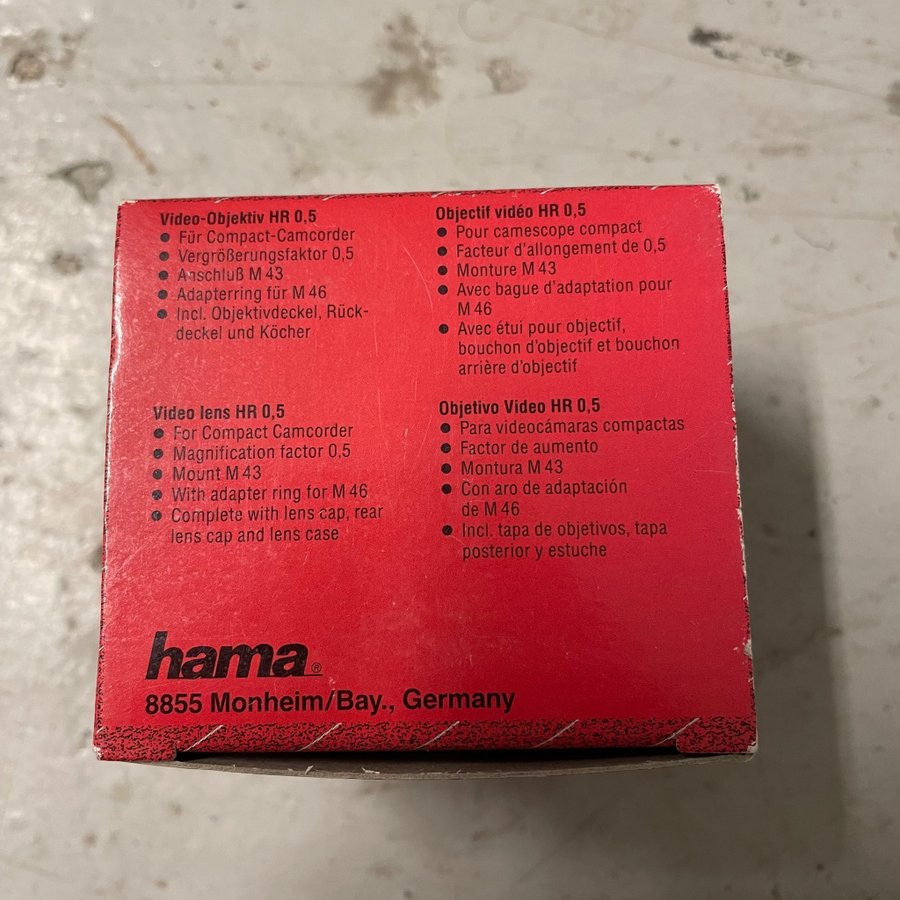 Video-Objektiv HR 0,5
● Für Compact-Camcorder
● Vergrößerungsfaktor 0,5
● Anschluß M 43
● Adapterring für M 46
● Incl. Objektivdeckel, Rück-
deckel und Köcher
Objectif vidéo HR 0,5
● Pour camescope compact
● Facteur d'allongement de 0,5
● Monture M 43
● Avec bague d'adaptation pour
M 46
● Avec étui pour objectif,
bouchon d'objectif et bouchon
arrière d'objectif
Video lens HR 0,5
● For Compact Camcorder
● Magnification factor 0,5
● Mount M 43
● With adapter ring for M 46
● Complete with lens cap, rear
lens cap and lens case
Objetivo Video HR 0,5
● Para videocámaras compactas
● Factor de aumento
● Montura M 43
● Con aro de adaptación
de M 46
● Incl. tapa de objetivos, tapa
posterior y estuche
hama®
8855 Monheim/Bay., Germany